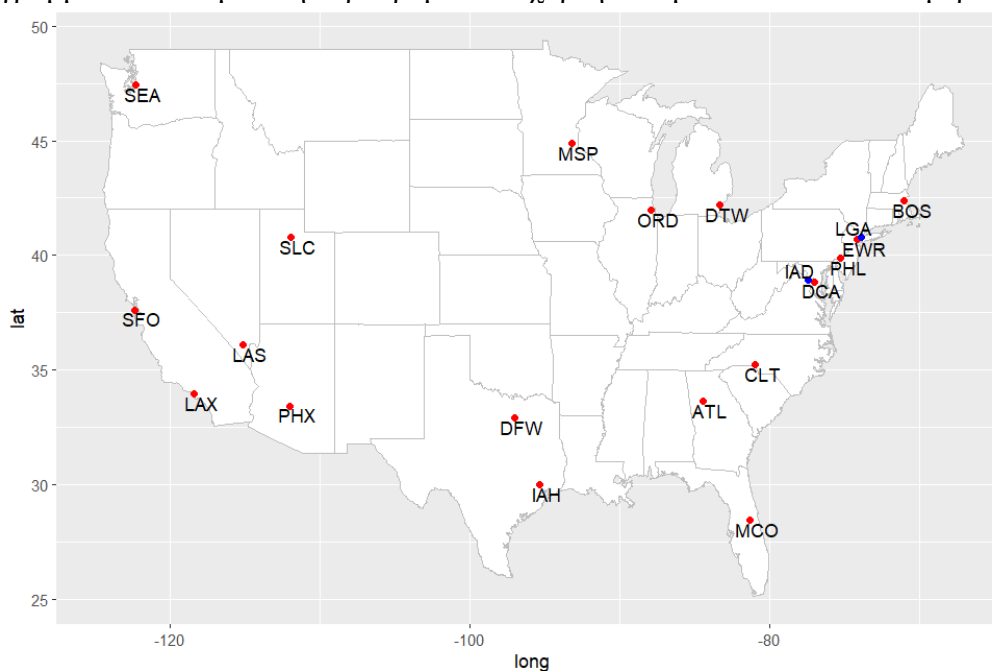 50
SEA
45
MSP
ORD
DTW
BOS
LGA
SLC
EWR
40
IAD
PHL
DCA
SFO
LAS
35
CLT
LAX
PHX
ATL
DFW
30
IAH
MCO
25
-120
-100
-80
lat
long